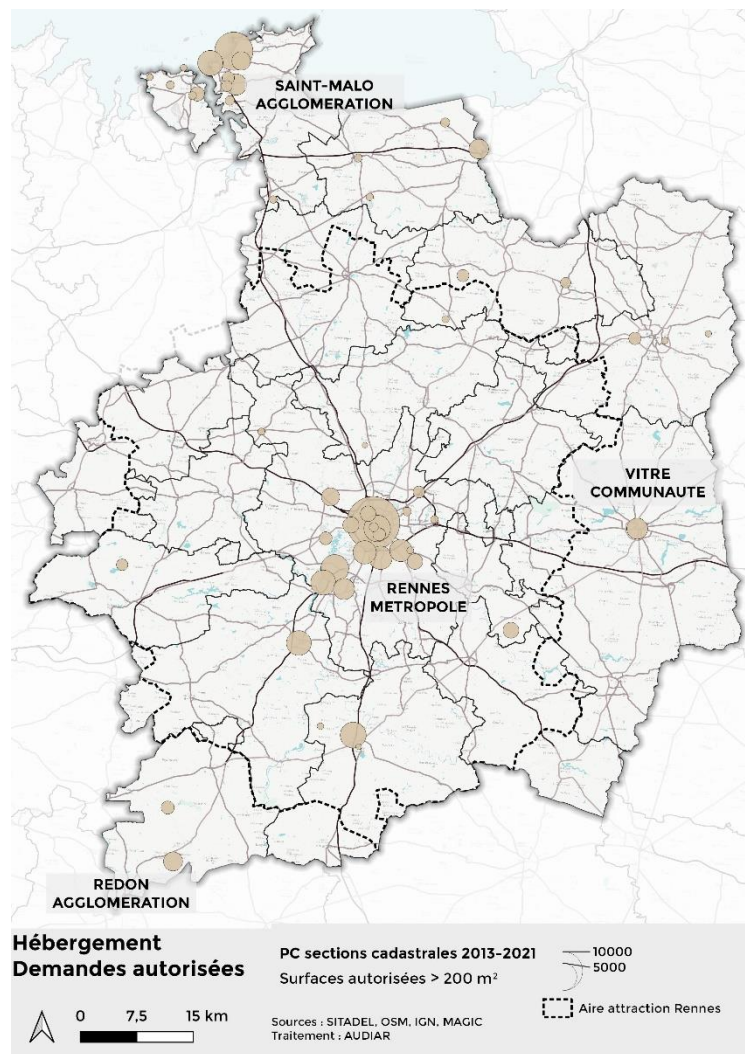 SAINT-MALO
AGGLOMERATION
VITRE
COMMUNAUTE
RENNES
METROPOLE
REDON
AGGLOMERATION
Hébergement
Demandes autorisées
PC sections cadastrales 2013-2021
Surfaces autorisées > 200 m²
10000
5000
Aire attraction Rennes
0 7,5 15 km
Sources : SITADEL, OSM, IGN, MAGIC
Traitement : AUDIAR